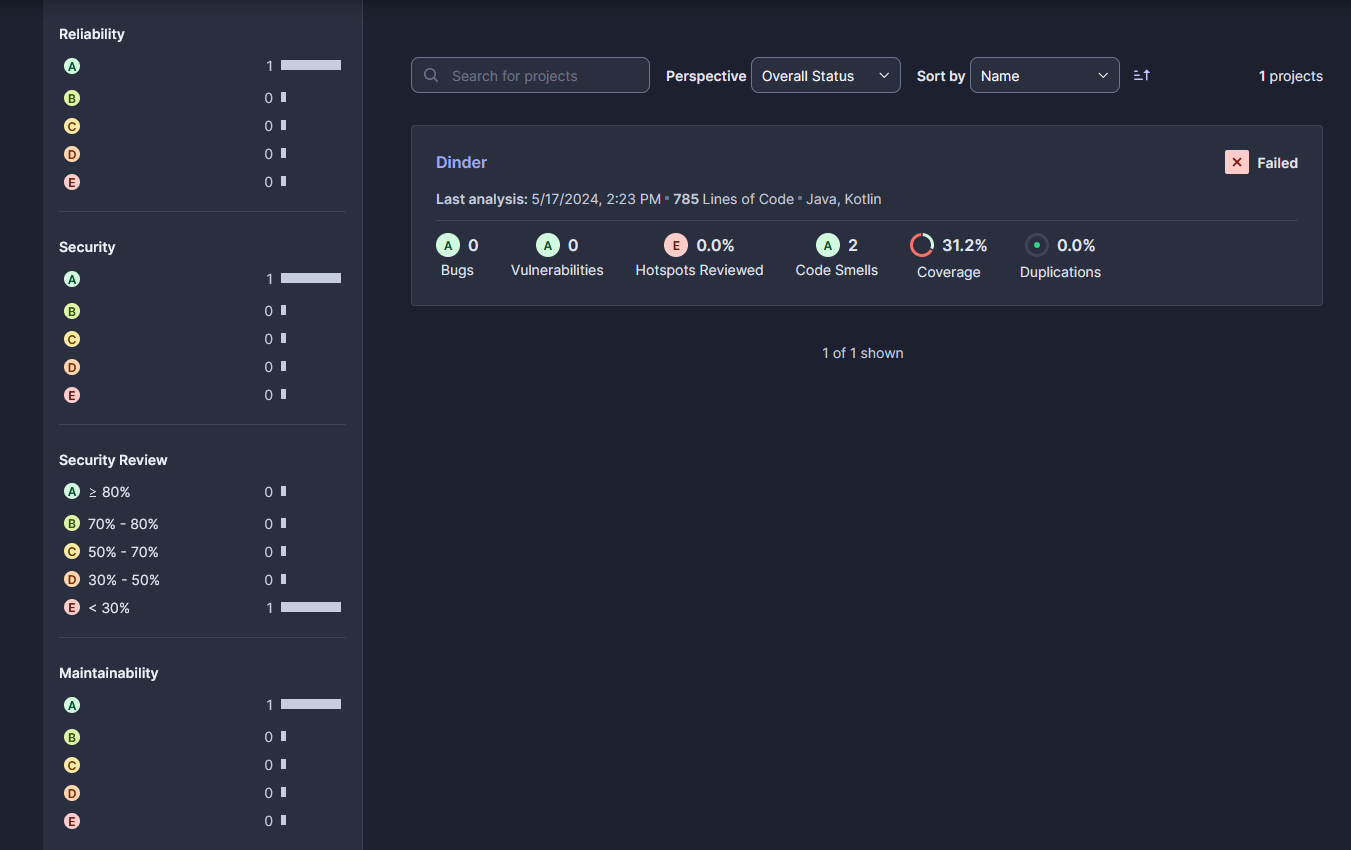 Reliability
A 1
B 0
C 0
D 0
E 0
Security
A 1
B 0
C 0
D 0
E 0
Security Review
A ≥ 80% 0
B 70% - 80% 0
C 50% - 70% 0
D 30% - 50% 0
E < 30% 1
Maintainability
A 1
B 0
C 0
D 0
E 0
Search for projects Perspective Overall Status Sort by Name 1 projects
Dinder Failed
Last analysis: 5/17/2024, 2:23 PM • 785 Lines of Code • Java, Kotlin
A 0 A 0 E 0.0% A 2 31.2% 0.0%
Bugs Vulnerabilities Hotspots Reviewed Code Smells Coverage Duplications
1 of 1 shown